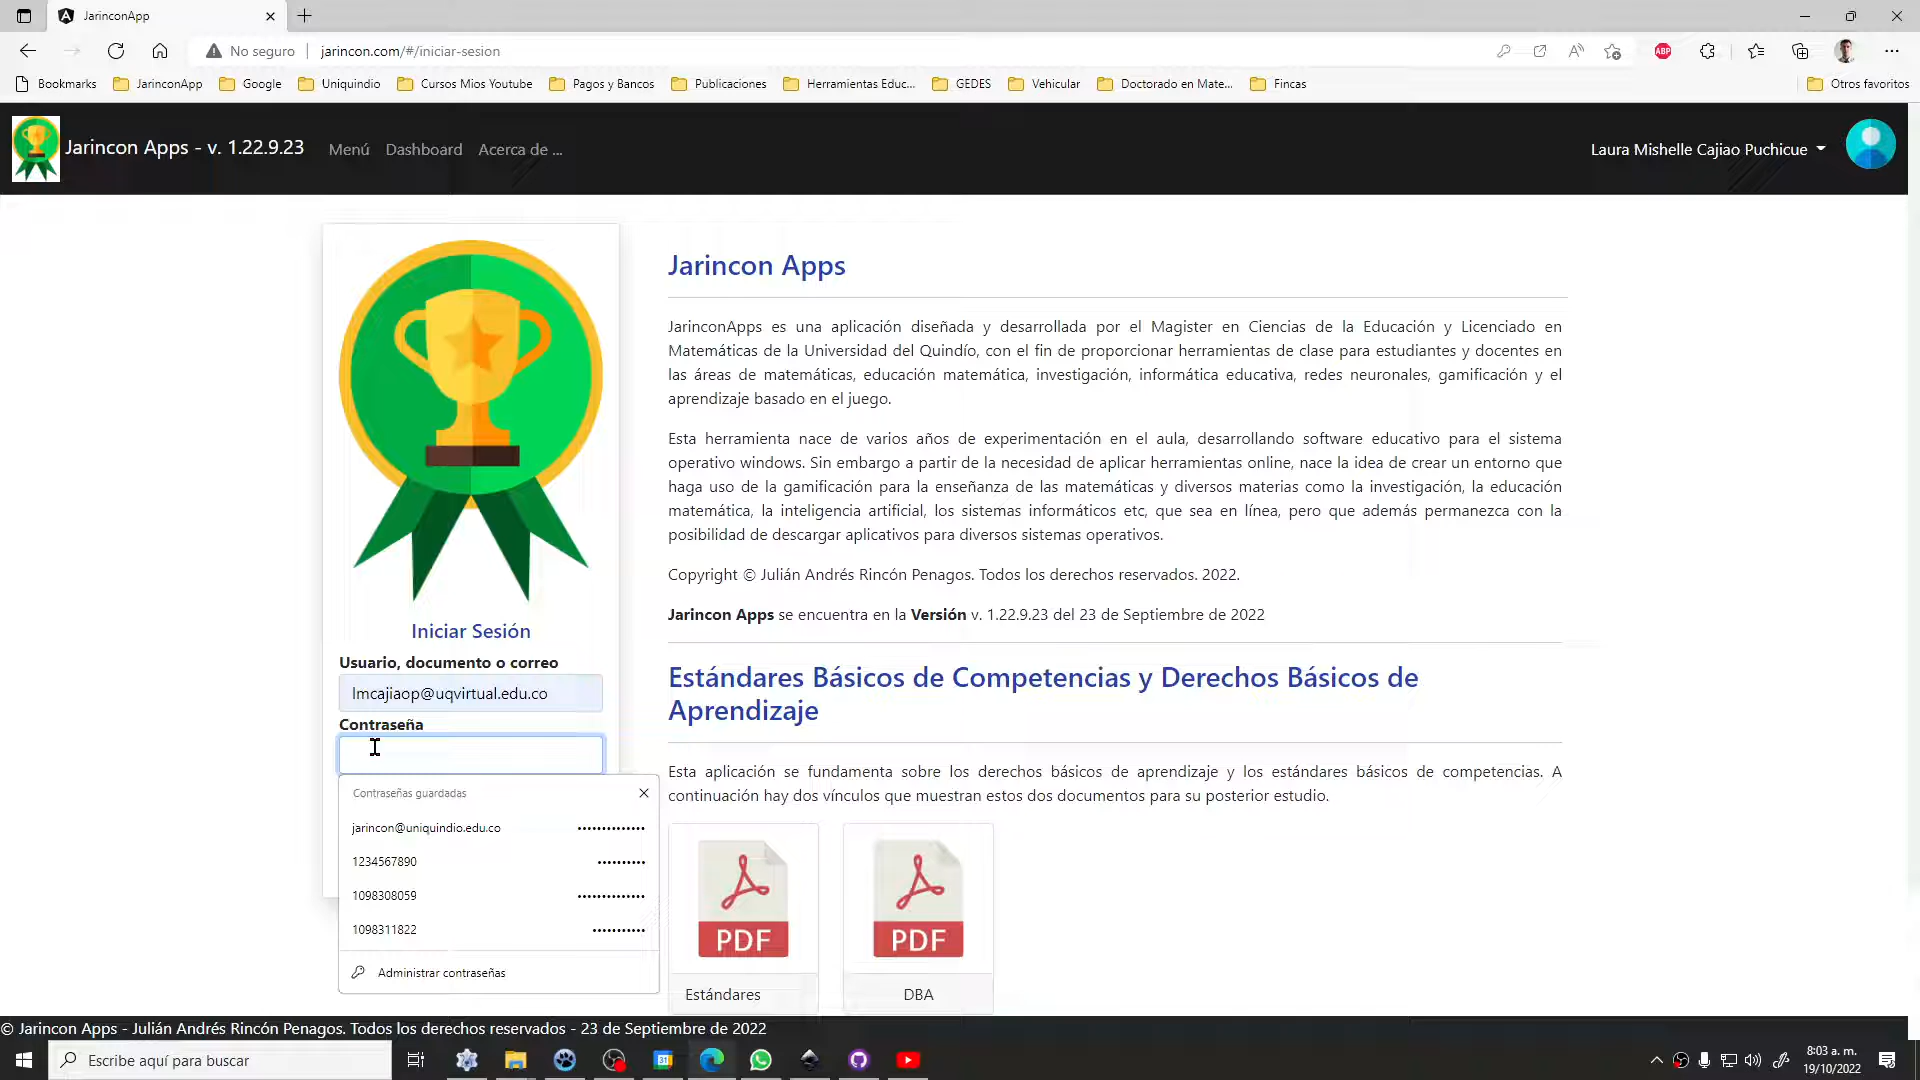 JarinconApp
No seguro
jarincon.com/#/iniciar-sesion
ABP
Bookmarks
JarinconApp
Google
Uniquindio
Cursos Mios Youtube
Pagos y Bancos
Publicaciones
Herramientas Educ...
GEDES
Vehicular
Doctorado en Mate...
Fincas
Otros favoritos
Jarincon Apps - v. 1.22.9.23
Menú
Dashboard
Acerca de ...
Laura Mishelle Cajiao Puchicue
Jarincon Apps
JarinconApps es una aplicación diseñada y desarrollada por el Magister en Ciencias de la Educación y Licenciado en
Matemáticas de la Universidad del Quindío, con el fin de proporcionar herramientas de clase para estudiantes y docentes en
las áreas de matemáticas, educación matemática, investigación, informática educativa, redes neuronales, gamificación y el
aprendizaje basado en el juego.
Esta herramienta nace de varios años de experimentación en el aula, desarrollando software educativo para el sistema
operativo windows. Sin embargo a partir de la necesidad de aplicar herramientas online, nace la idea de crear un entorno que
haga uso de la gamificación para la enseñanza de las matemáticas y diversos materias como la investigación, la educación
matemática, la inteligencia artificial, los sistemas informáticos etc, que sea en línea, pero que además permanezca con la
posibilidad de descargar aplicativos para diversos sistemas operativos.
Copyright © Julián Andrés Rincón Penagos. Todos los derechos reservados. 2022.
Jarincon Apps se encuentra en la Versión v. 1.22.9.23 del 23 de Septiembre de 2022
Iniciar Sesión
Usuario, documento o correo
lmcajiaop@uqvirtual.edu.co
Contraseña
Contraseñas guardadas
jarincon@uniquindio.edu.co ••••••••••••••
1234567890 ••••••••••
1098308059 ••••••••••••••
1098311822 •••••••••••
Administrar contraseñas
Estándares Básicos de Competencias y Derechos Básicos de
Aprendizaje
Esta aplicación se fundamenta sobre los derechos básicos de aprendizaje y los estándares básicos de competencias. A
continuación hay dos vínculos que muestran estos dos documentos para su posterior estudio.
PDF
PDF
Estándares
DBA
© Jarincon Apps - Julián Andrés Rincón Penagos. Todos los derechos reservados - 23 de Septiembre de 2022
Escribe aquí para buscar
31
8:03 a. m.
19/10/2022